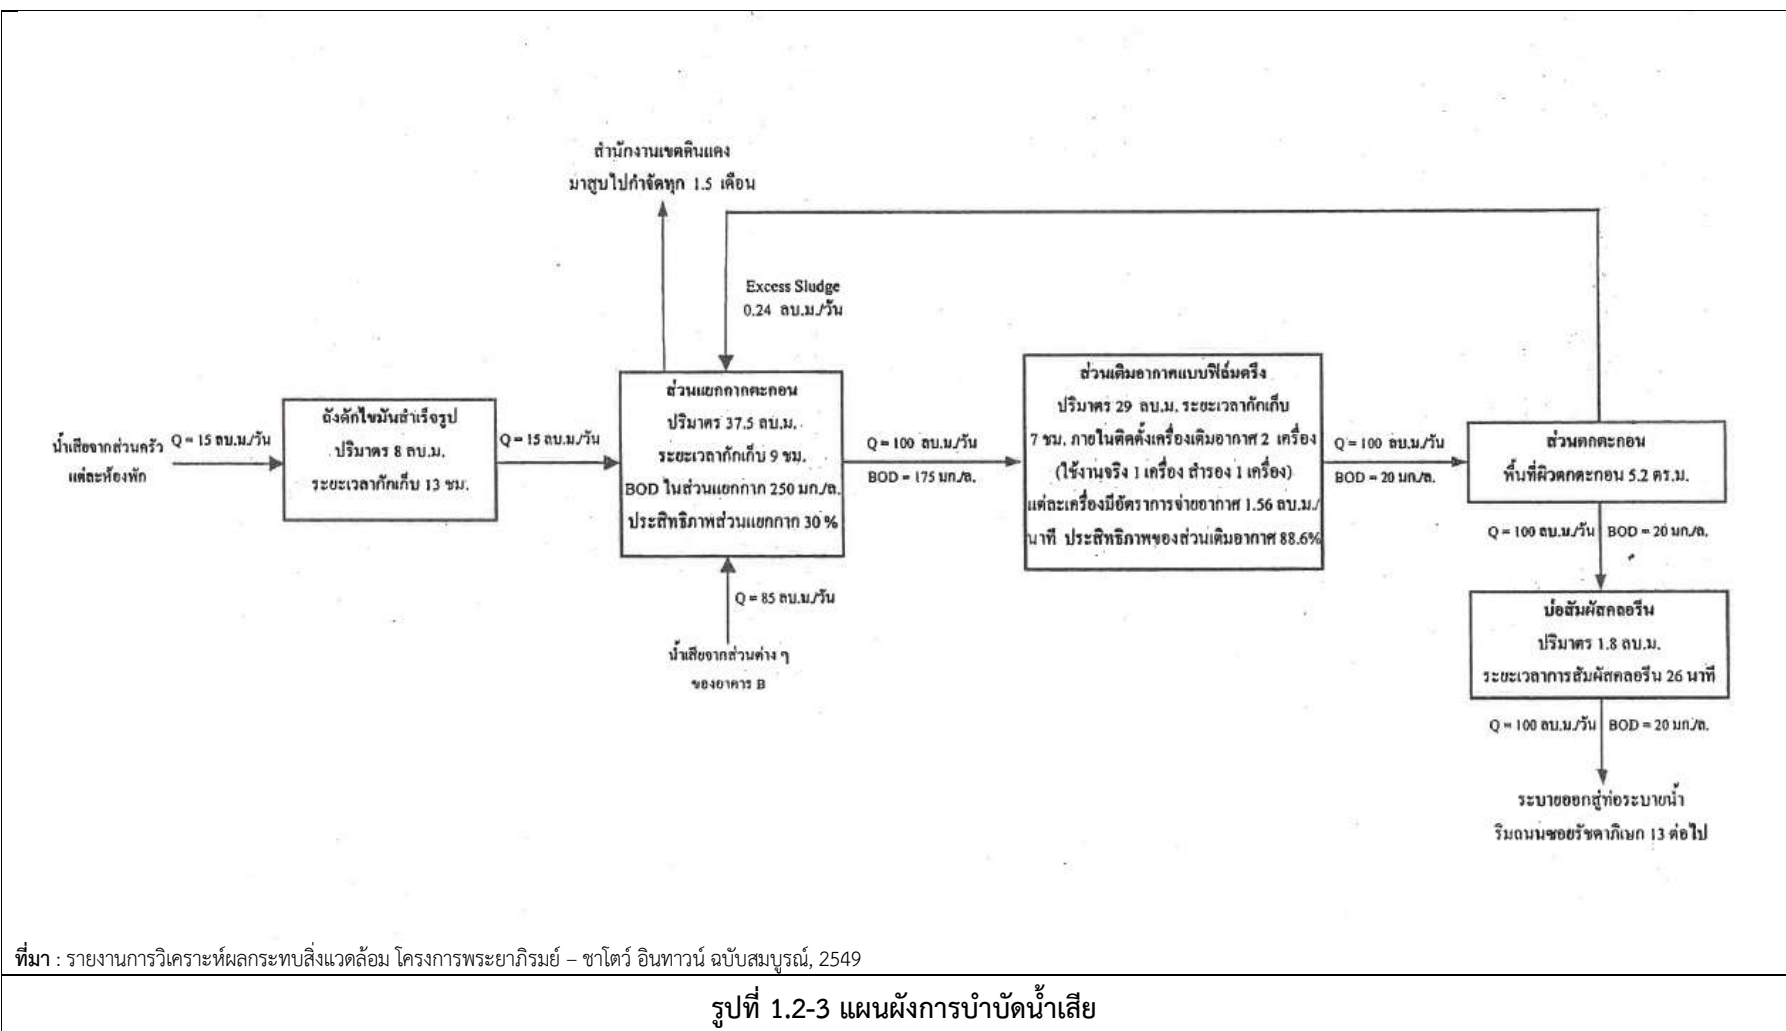 สำนักงานเขตดินแดง
มาสูบไปกำจัดทุก 1.5 เดือน
Excess Sludge
0.24 ลบ.ม./วัน
น้ำเสียจากส่วนครัว
แต่ละห้องพัก
Q = 15 ลบ.ม./วัน
ถังดักไขมันสำเร็จรูป
ปริมาตร 8 ลบ.ม.
ระยะเวลากักเก็บ 13 ชม.
Q = 15 ลบ.ม./วัน
ส่วนแยกกากตะกอน
ปริมาตร 37.5 ลบ.ม.
ระยะเวลากักเก็บ 9 ชม.
BOD ในส่วนแยกกาก 250 มก./ล.
ประสิทธิภาพส่วนแยกกาก 30 %
Q = 85 ลบ.ม./วัน
น้ำเสียจากส่วนต่าง ๆ
ของอาคาร B
Q = 100 ลบ.ม./วัน
BOD = 175 มก./ล.
ส่วนเติมอากาศแบบฟิล์มตรึง
ปริมาตร 29 ลบ.ม. ระยะเวลากักเก็บ
7 ชม. ภายในติดตั้งเครื่องเติมอากาศ 2 เครื่อง
(ใช้งานจริง 1 เครื่อง สำรอง 1 เครื่อง)
แต่ละเครื่องมีอัตราการจ่ายอากาศ 1.56 ลบ.ม./
นาที ประสิทธิภาพของส่วนเติมอากาศ 88.6%
Q = 100 ลบ.ม./วัน
BOD = 20 มก./ล.
ส่วนตกตะกอน
พื้นที่ผิวตกตะกอน 5.2 ตร.ม.
Q = 100 ลบ.ม./วัน BOD = 20 มก./ล.
บ่อสัมผัสคลอรีน
ปริมาตร 1.8 ลบ.ม.
ระยะเวลาการสัมผัสคลอรีน 26 นาที
Q = 100 ลบ.ม./วัน BOD = 20 มก./ล.
ระบายออกสู่ท่อระบายน้ำ
ริมถนนซอยรัชดาภิเษก 13 ต่อไป
ที่มา : รายงานการวิเคราะห์ผลกระทบสิ่งแวดล้อม โครงการพระยาภิรมย์ – ชาโตว์ อินทาวน์ ฉบับสมบูรณ์, 2549
รูปที่ 1.2-3 แผนผังการบำบัดน้ำเสีย